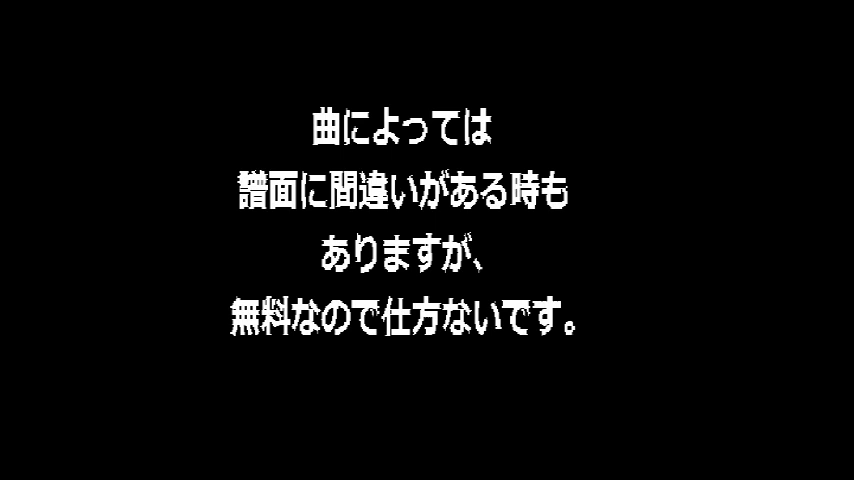 曲によっては
譜面に間違いがある時も
ありますが、
無料なので仕方ないです。